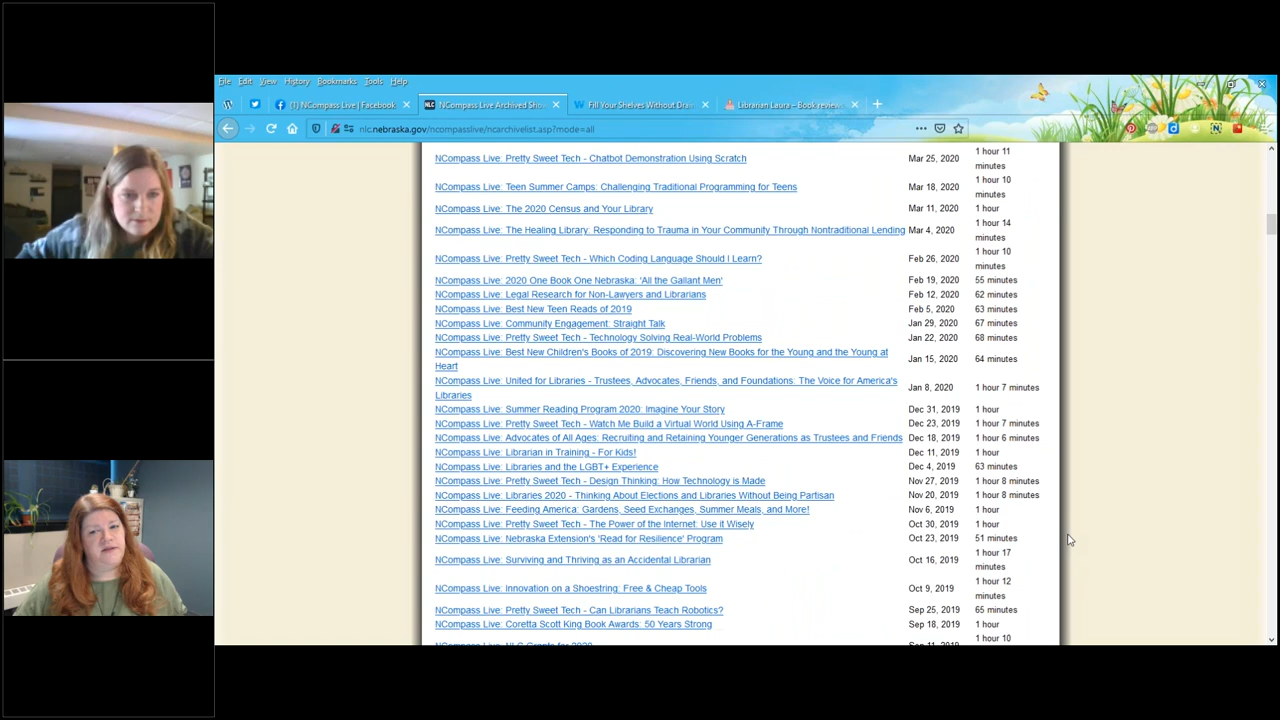 File Edit View History Bookmarks Tools Help
(1) NCompass Live | Facebook
NLC NCompass Live Archived Sho
Fill Your Shelves Without Dra
Librarian Laura – Book review
nlc.nebraska.gov/ncompasslive/ncarchivelist.asp?mode=all
NCompass Live: Pretty Sweet Tech - Chatbot Demonstration Using Scratch Mar 25, 2020 1 hour 11 minutes
NCompass Live: Teen Summer Camps: Challenging Traditional Programming for Teens Mar 18, 2020 1 hour 10 minutes
NCompass Live: The 2020 Census and Your Library Mar 11, 2020 1 hour
NCompass Live: The Healing Library: Responding to Trauma in Your Community Through Nontraditional Lending Mar 4, 2020 1 hour 14 minutes
NCompass Live: Pretty Sweet Tech - Which Coding Language Should I Learn? Feb 26, 2020 1 hour 10 minutes
NCompass Live: 2020 One Book One Nebraska: 'All the Gallant Men' Feb 19, 2020 55 minutes
NCompass Live: Legal Research for Non-Lawyers and Librarians Feb 12, 2020 62 minutes
NCompass Live: Best New Teen Reads of 2019 Feb 5, 2020 63 minutes
NCompass Live: Community Engagement: Straight Talk Jan 29, 2020 67 minutes
NCompass Live: Pretty Sweet Tech - Technology Solving Real-World Problems Jan 22, 2020 68 minutes
NCompass Live: Best New Children's Books of 2019: Discovering New Books for the Young and the Young at
Heart Jan 15, 2020 64 minutes
NCompass Live: United for Libraries - Trustees, Advocates, Friends, and Foundations: The Voice for America's
Libraries Jan 8, 2020 1 hour 7 minutes
NCompass Live: Summer Reading Program 2020: Imagine Your Story Dec 31, 2019 1 hour
NCompass Live: Pretty Sweet Tech - Watch Me Build a Virtual World Using A-Frame Dec 23, 2019 1 hour 7 minutes
NCompass Live: Advocates of All Ages: Recruiting and Retaining Younger Generations as Trustees and Friends Dec 18, 2019 1 hour 6 minutes
NCompass Live: Librarian in Training - For Kids! Dec 11, 2019 1 hour
NCompass Live: Libraries and the LGBT+ Experience Dec 4, 2019 63 minutes
NCompass Live: Pretty Sweet Tech - Design Thinking: How Technology is Made Nov 27, 2019 1 hour 8 minutes
NCompass Live: Libraries 2020 - Thinking About Elections and Libraries Without Being Partisan Nov 20, 2019 1 hour 8 minutes
NCompass Live: Feeding America: Gardens, Seed Exchanges, Summer Meals, and More! Nov 6, 2019 1 hour
NCompass Live: Pretty Sweet Tech - The Power of the Internet: Use it Wisely Oct 30, 2019 1 hour
NCompass Live: Nebraska Extension's 'Read for Resilience' Program Oct 23, 2019 51 minutes
NCompass Live: Surviving and Thriving as an Accidental Librarian Oct 16, 2019 1 hour 17 minutes
NCompass Live: Innovation on a Shoestring: Free & Cheap Tools Oct 9, 2019 1 hour 12 minutes
NCompass Live: Pretty Sweet Tech - Can Librarians Teach Robotics? Sep 25, 2019 65 minutes
NCompass Live: Coretta Scott King Book Awards: 50 Years Strong Sep 18, 2019 1 hour
NCompass Live: NLC Grants for 2020 Sep 11, 2019 1 hour 10